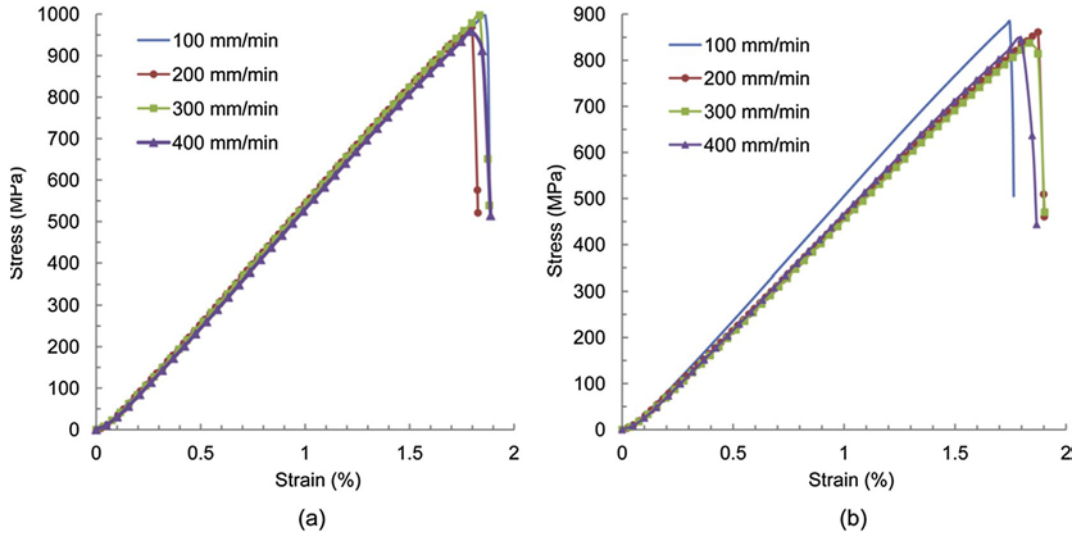 1000
900
800
700
600
500
400
300
200
100
0
Stress (MPa)
100 mm/min
200 mm/min
300 mm/min
400 mm/min
0 0.5 1 1.5 2
Strain (%)
(a)
900
800
700
600
500
400
300
200
100
0
Stress (MPa)
100 mm/min
200 mm/min
300 mm/min
400 mm/min
0 0.5 1 1.5 2
Strain (%)
(b)